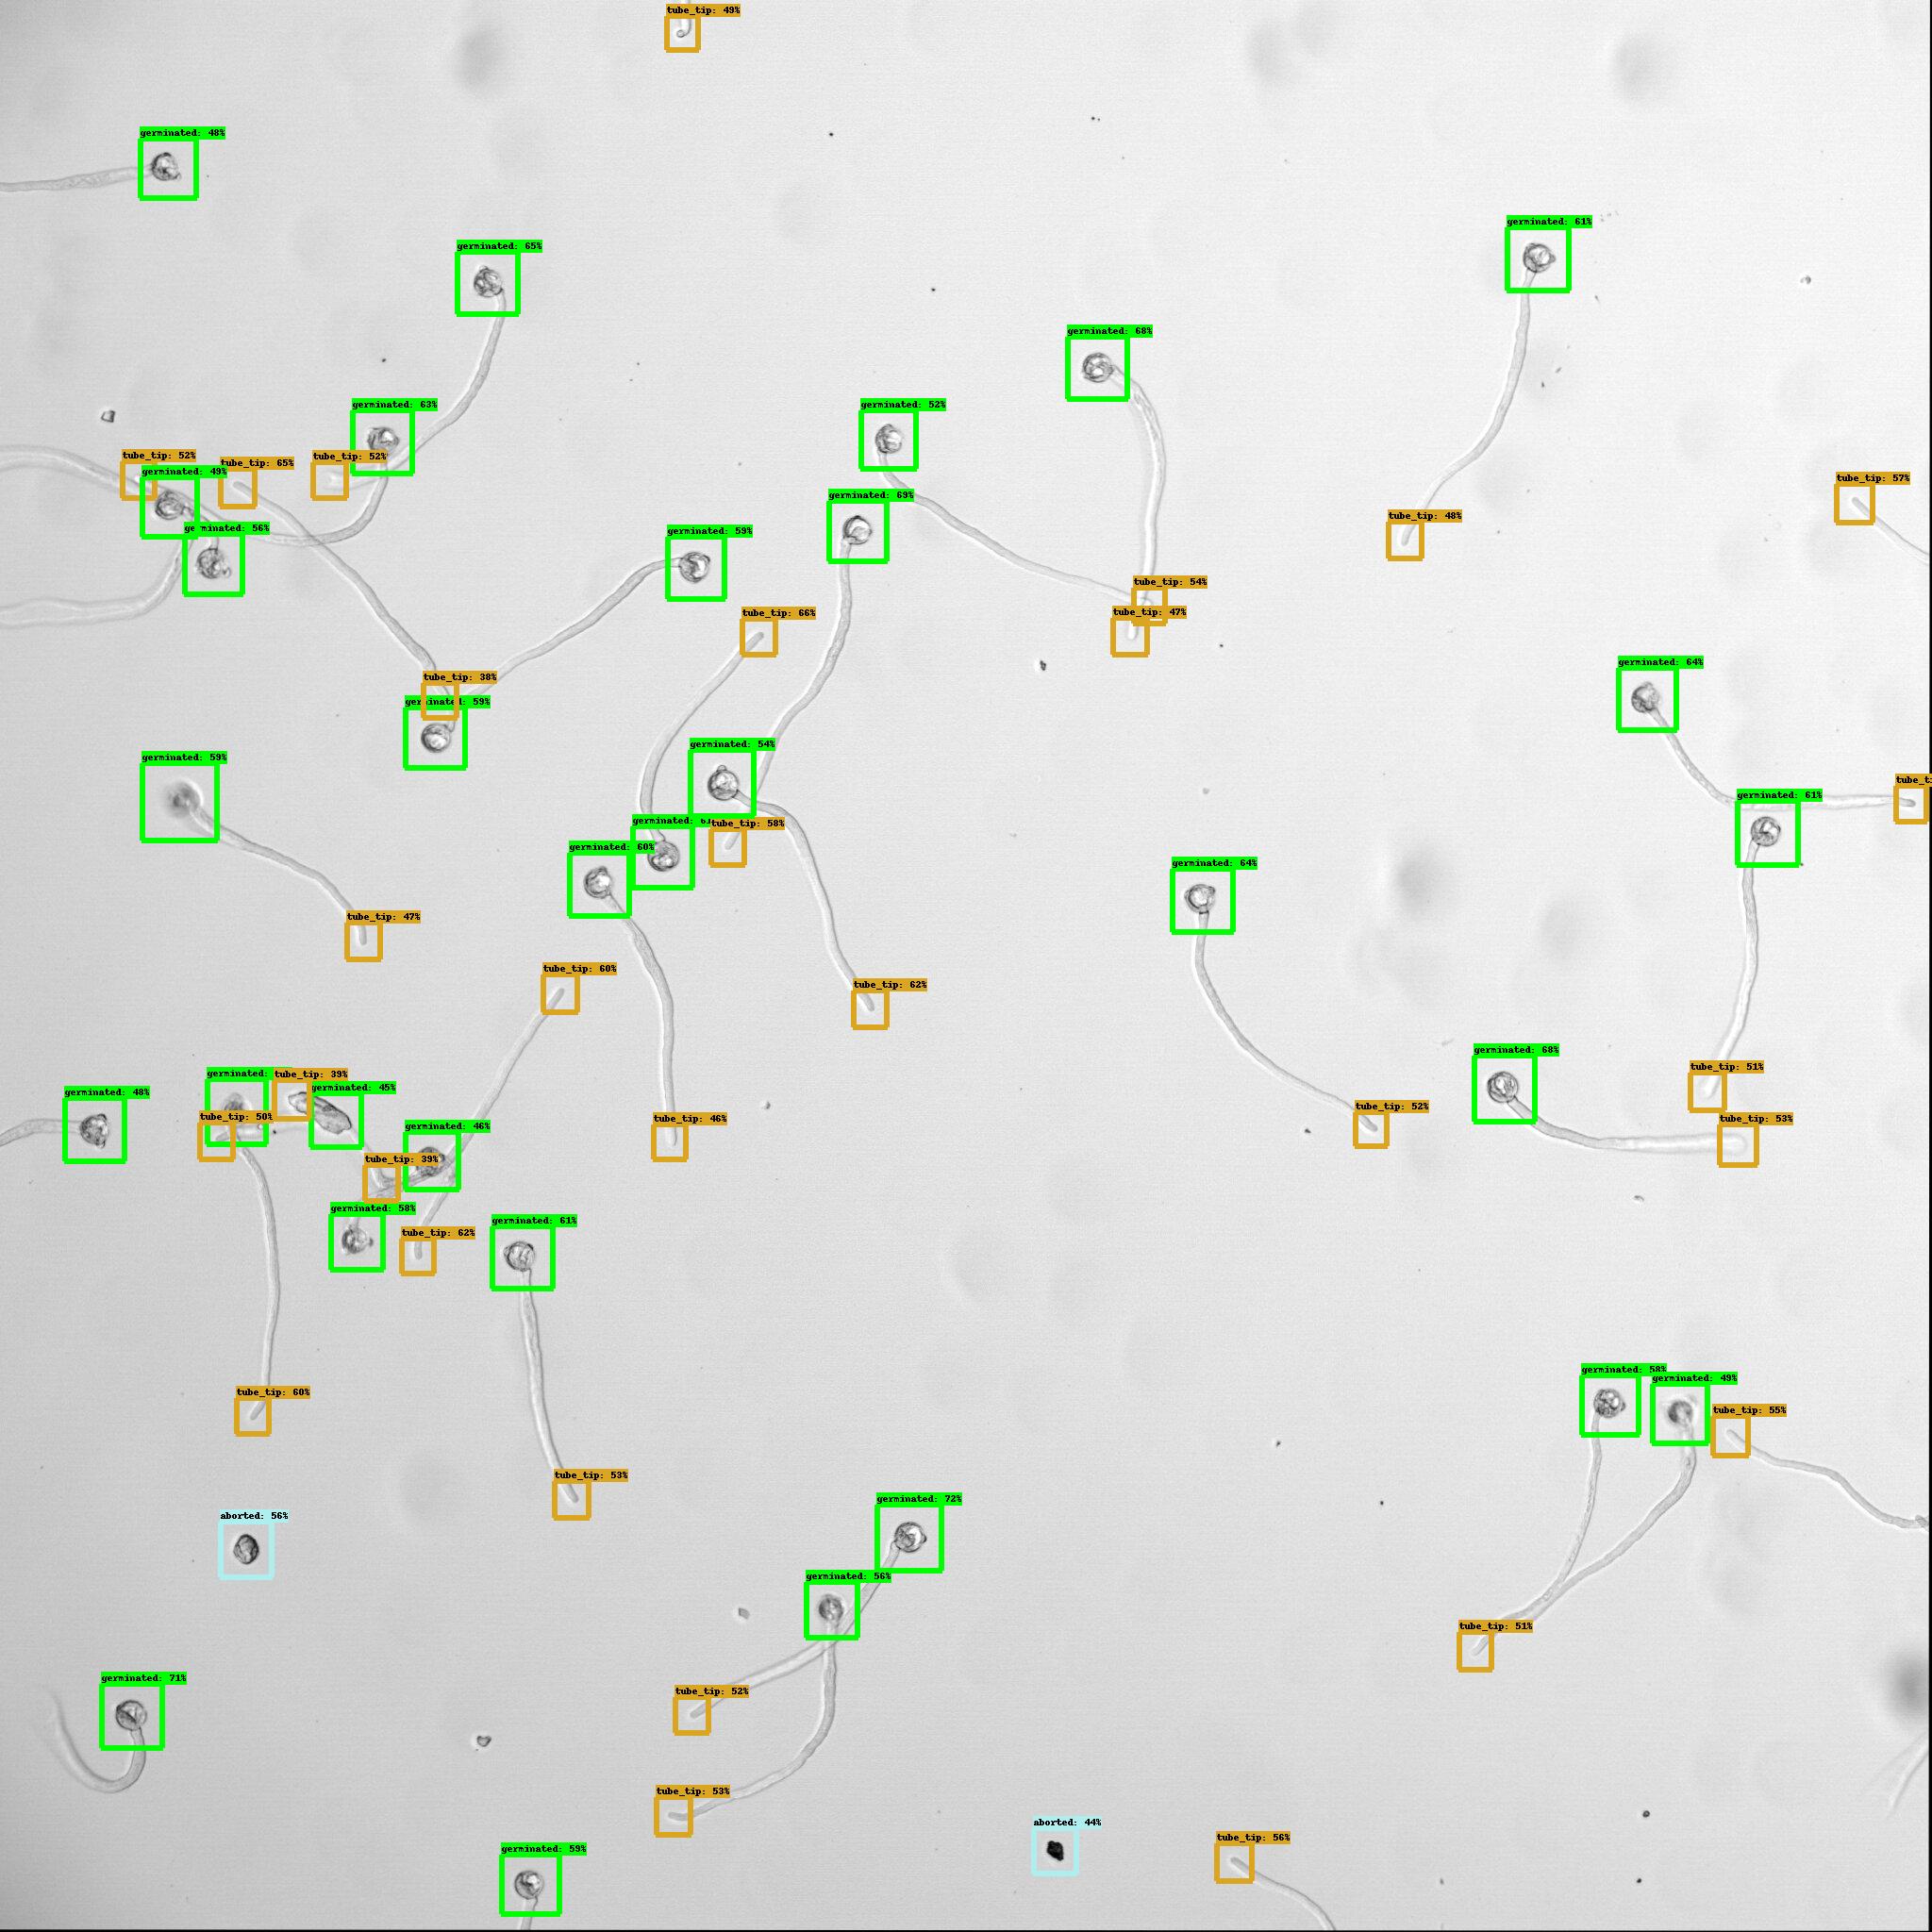 tube_tip: 49%
germinated: 48%
germinated: 61%
germinated: 65%
germinated: 68%
germinated: 63%
germinated: 52%
tube_tip: 52%
tube_tip: 52%
tube_tip: 65%
germinated: 49%
tube_tip: 57%
germinated: 69%
tube_tip: 48%
germinated: 56%
germinated: 59%
tube_tip: 54%
tube_tip: 47%
tube_tip: 66%
germinated: 64%
tube_tip: 38%
germinated: 59%
germinated: 54%
germinated: 59%
germinated: 61%
germinated:
tube_tip: 58%
germinated: 60%
germinated: 64%
tube_tip: 47%
tube_tip: 60%
tube_tip: 62%
germinated: 68%
tube_tip: 51%
germinated:
tube_tip: 39%
germinated: 45%
germinated: 48%
tube_tip: 52%
tube_tip: 50%
tube_tip: 46%
tube_tip: 53%
germinated: 46%
tube_tip: 39%
germinated: 58%
germinated: 61%
tube_tip: 62%
germinated: 58%
germinated: 49%
tube_tip: 60%
tube_tip: 55%
tube_tip: 53%
germinated: 72%
aborted: 56%
germinated: 56%
tube_tip: 51%
germinated: 71%
tube_tip: 52%
tube_tip: 53%
aborted: 44%
tube_tip: 56%
germinated: 59%